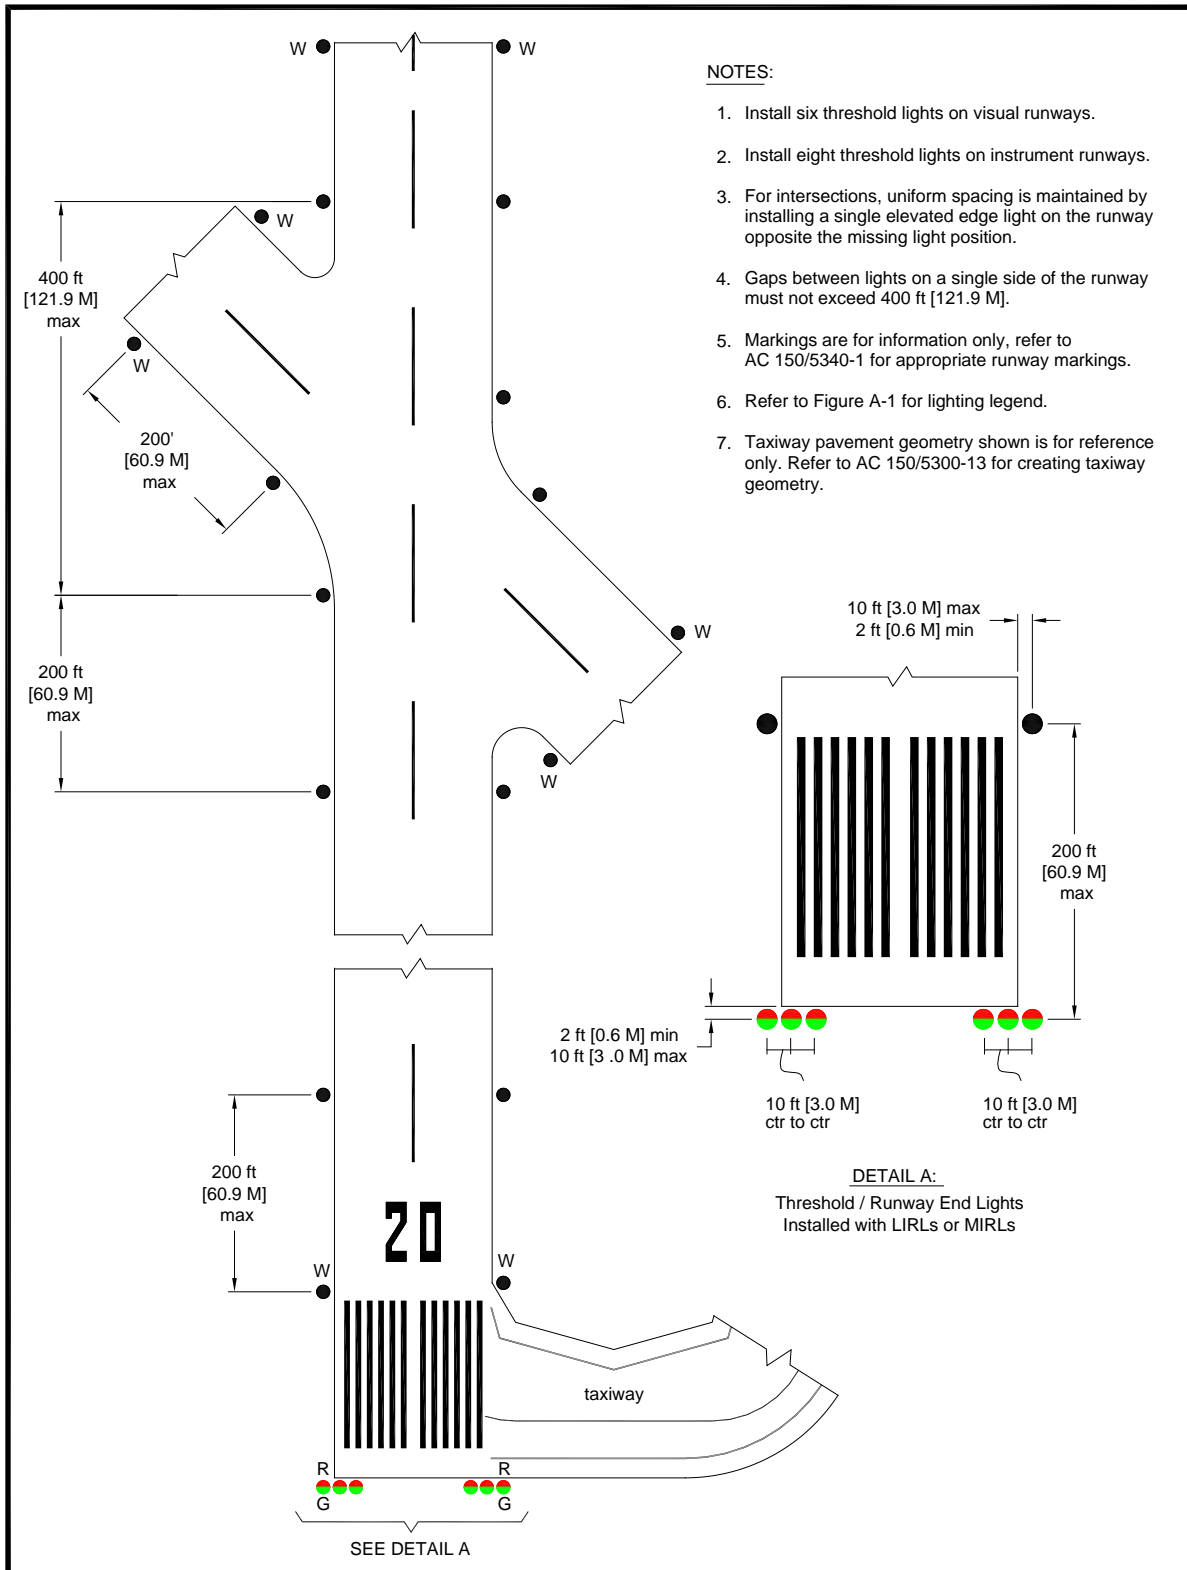 W
W
NOTES:
1. Install six threshold lights on visual runways.
2. Install eight threshold lights on instrument runways.
3. For intersections, uniform spacing is maintained by
installing a single elevated edge light on the runway
opposite the missing light position.
4. Gaps between lights on a single side of the runway
must not exceed 400 ft [121.9 M].
5. Markings are for information only, refer to
AC 150/5340-1 for appropriate runway markings.
6. Refer to Figure A-1 for lighting legend.
7. Taxiway pavement geometry shown is for reference
only. Refer to AC 150/5300-13 for creating taxiway
geometry.
W
400 ft
[121.9 M]
max
W
200'
[60.9 M]
max
W
200 ft
[60.9 M]
max
W
10 ft [3.0 M] max
2 ft [0.6 M] min
200 ft
[60.9 M]
max
2 ft [0.6 M] min
10 ft [3 .0 M] max
10 ft [3.0 M]
ctr to ctr
10 ft [3.0 M]
ctr to ctr
DETAIL A:
Threshold / Runway End Lights
Installed with LIRLs or MIRLs
200 ft
[60.9 M]
max
20
W
W
taxiway
R
R
G
G
SEE DETAIL A